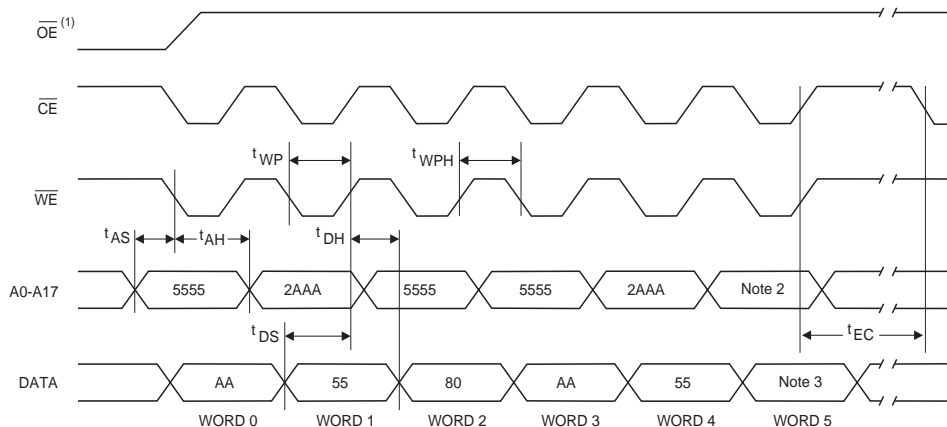 OE (1)
CE
t WP
t WPH
WE
t AS
t AH
t DH
A0-A17
5555 2AAA 5555 5555 2AAA Note 2
t DS
t EC
DATA
AA 55 80 AA 55 Note 3
WORD 0 WORD 1 WORD 2 WORD 3 WORD 4 WORD 5